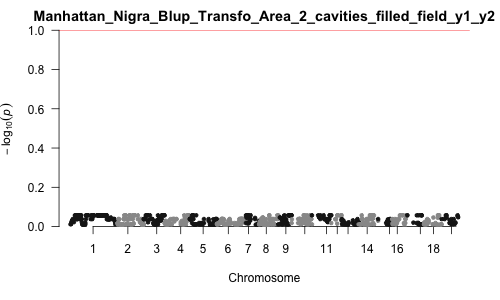 Manhattan_Nigra_Blup_Transfo_Area_2_cavities_filled_field_y1_y2
1.0
0.8
0.6
0.4
0.2
0.0
− log10(p)
1 2 3 4 5 6 7 8 9 11 14 16 18
Chromosome